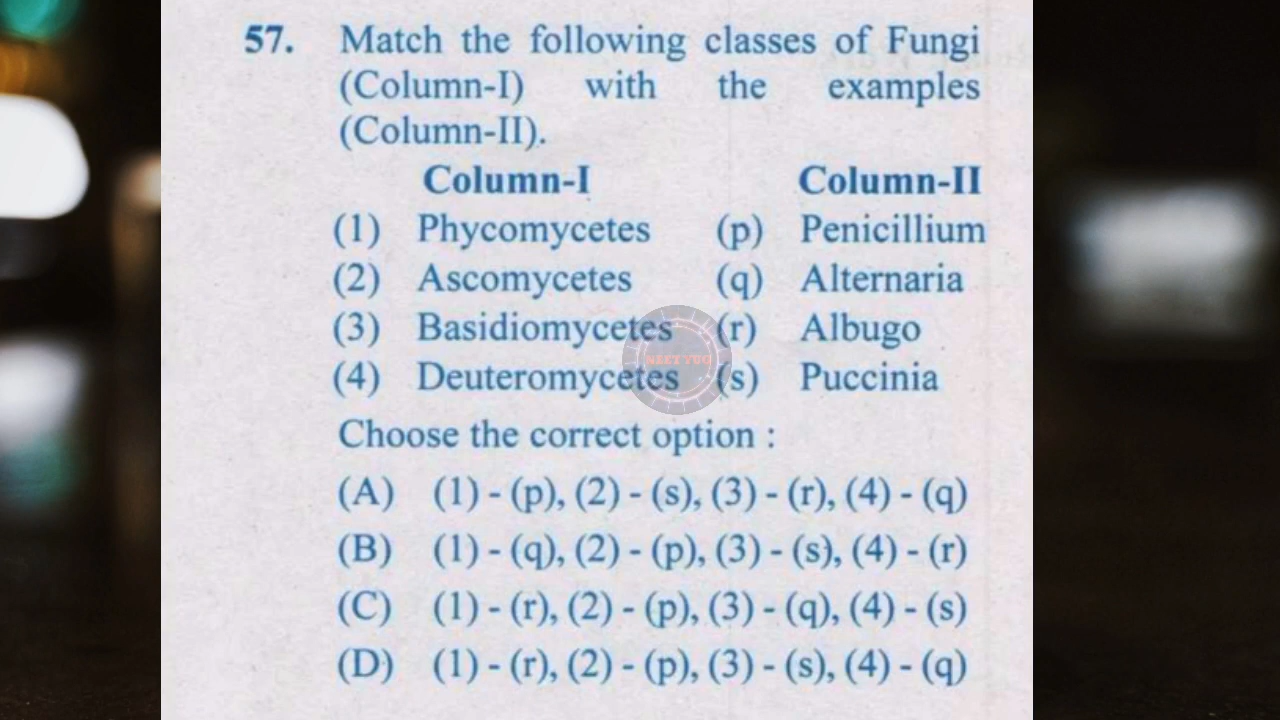 57. Match the following classes of Fungi
(Column-I) with the examples
(Column-II).
Column-I Column-II
(1) Phycomycetes (p) Penicillium
(2) Ascomycetes (q) Alternaria
(3) Basidiomycetes (r) Albugo
(4) Deuteromycetes (s) Puccinia
NEET YUG
Choose the correct option :
(A) (1) - (p), (2) - (s), (3) - (r), (4) - (q)
(B) (1) - (q), (2) - (p), (3) - (s), (4) - (r)
(C) (1) - (r), (2) - (p), (3) - (q), (4) - (s)
(D) (1) - (r), (2) - (p), (3) - (s), (4) - (q)